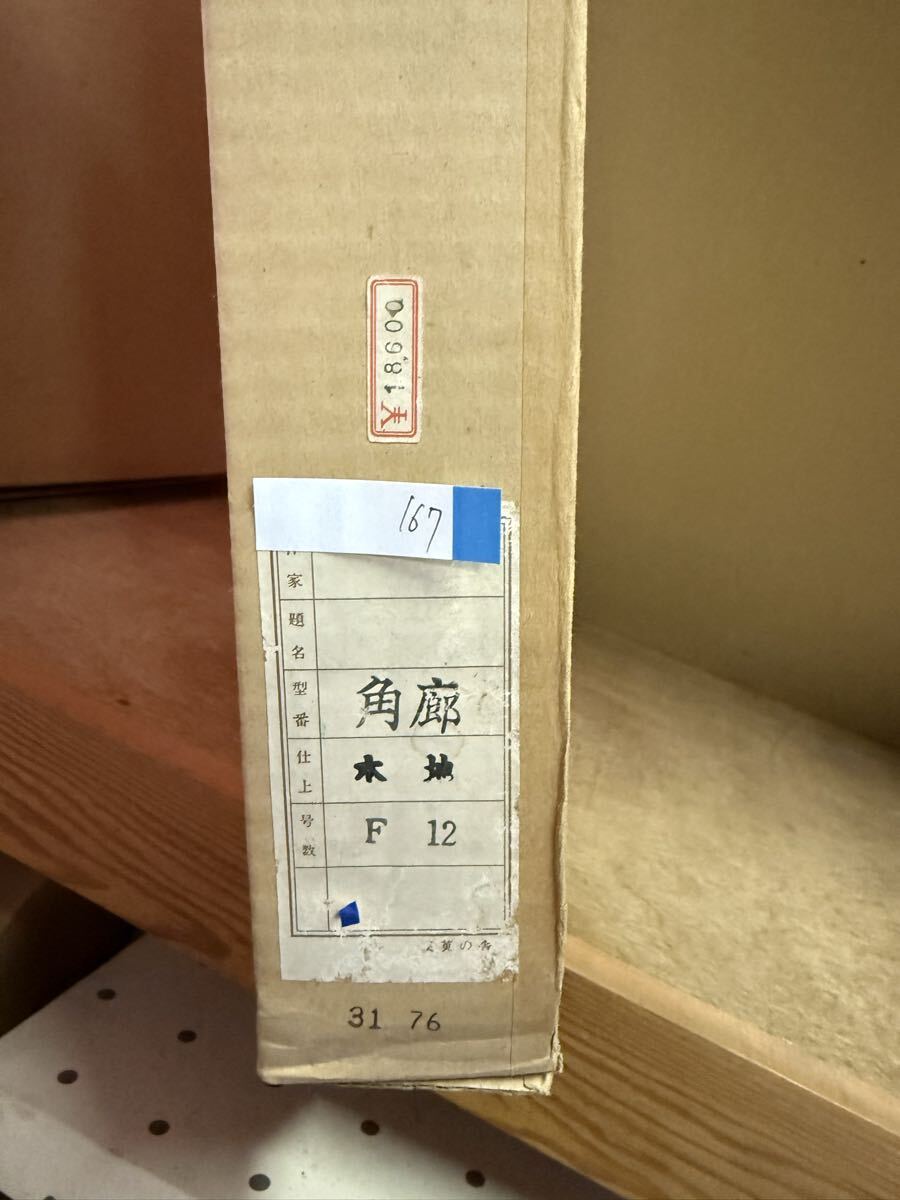 18,600
167
家
題名
型番 角廊
仕上 木地
号数 F 12
31 76